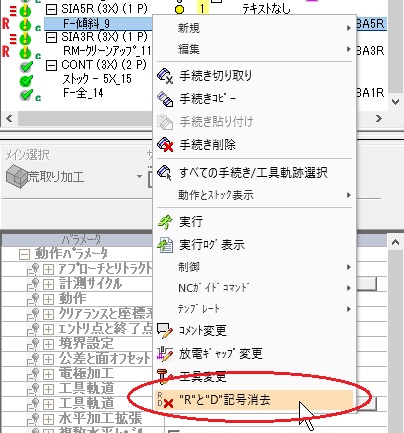 SIA5R (3X) (1 P)
1
テキストなし
R
F-傾斜_9
BA5R
SIA3R (3X) (1 P)
R
RM-クリーンアップ_11
BA3R
CONT (3X) (2 P)
ストック - 5X_15
F-全_14
BA1R
新規
編集
手続き切り取り
手続きコピー
手続き貼り付け
手続き削除
すべての手続き/工具軌跡選択
動作とストック表示
実行
実行ログ表示
制御
NCガイドコマンド
テンプレート
コメント変更
放電ギャップ変更
工具変更
"R"と"D"記号消去
メイン選択
サ
荒取り加工
パラメータ
動作パラメータ
アプローチとリトラクト
計測サイクル
動作
クリアランスと座標系
エントリ点と終了点
境界設定
公差と面オフセット
電極加工
工具軌道
工具軌道
水平加工拡張